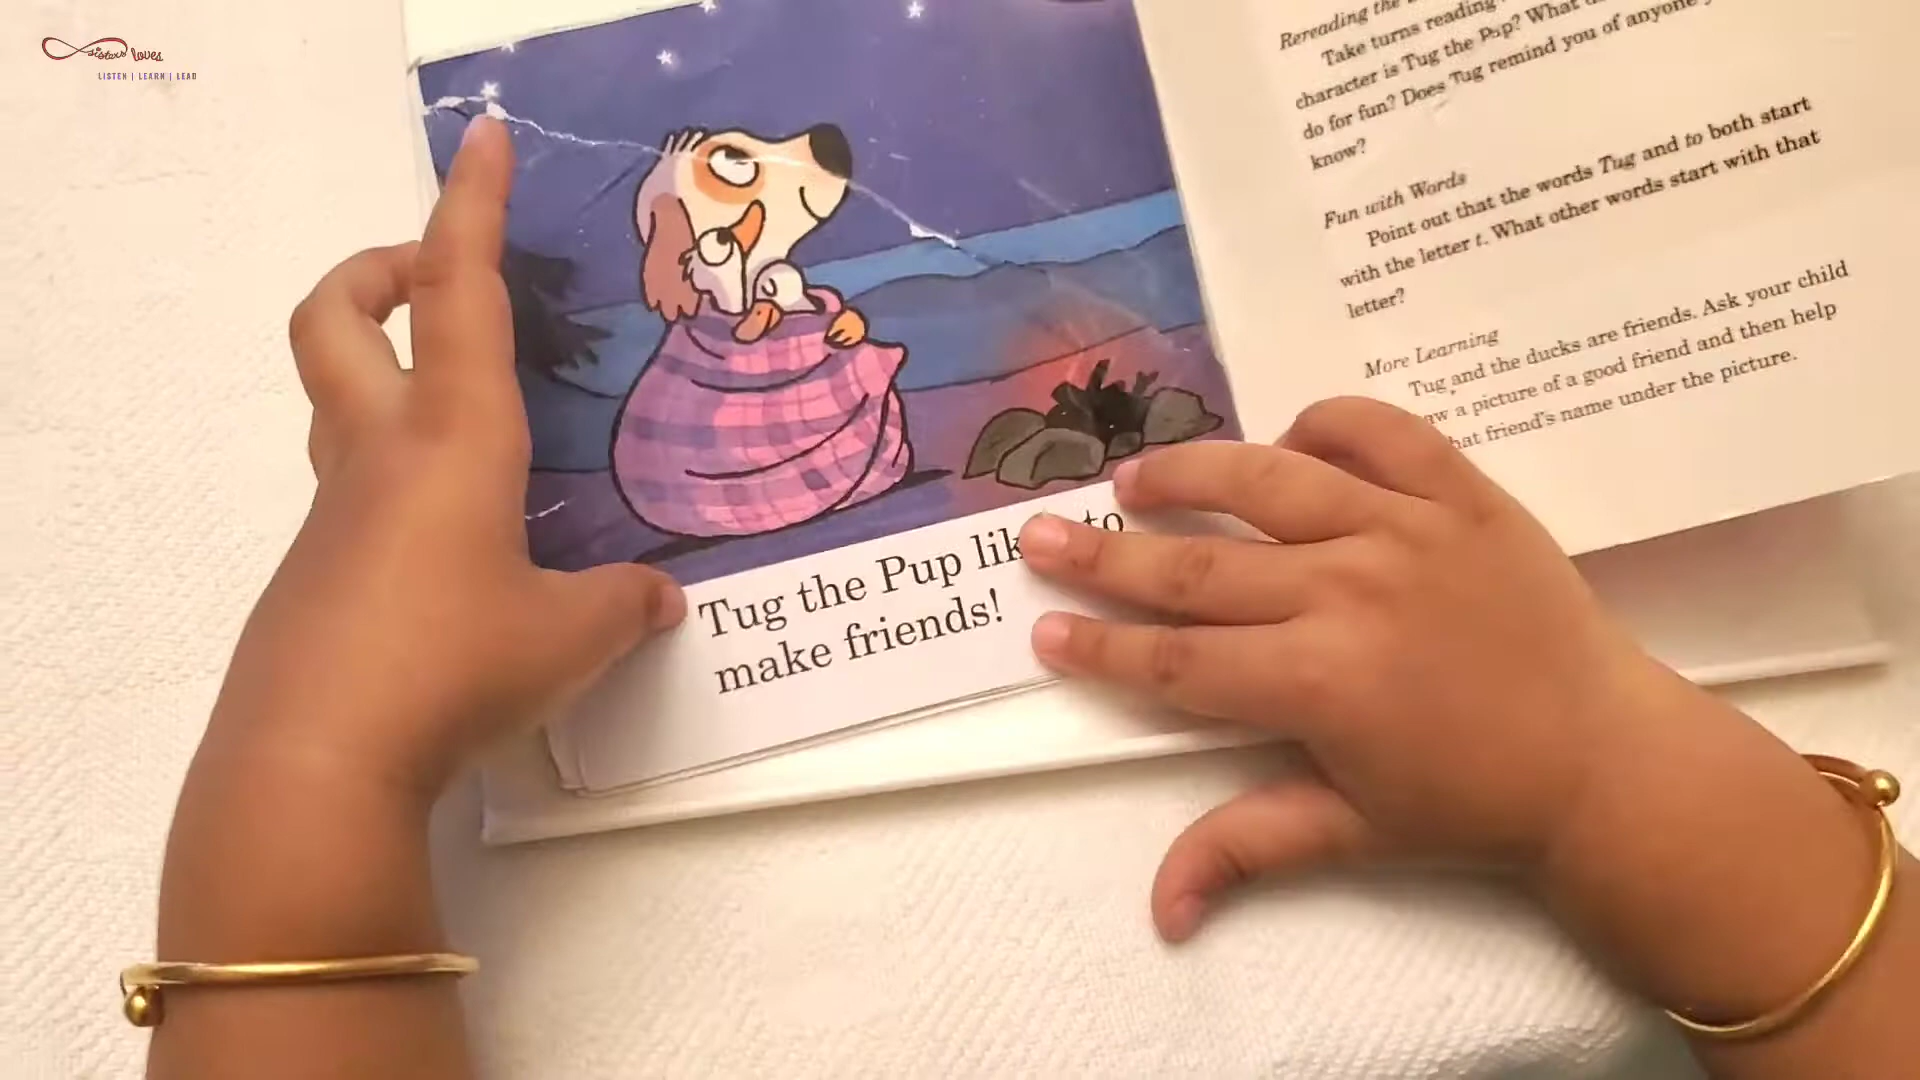 sisters loves
LISTEN | LEARN | LEAD
Tug the Pup lik to
make friends!
Rereading the
Take turns reading
character is Tug the Pup? What
do for fun? Does Tug remind you of anyone
know?
Fun with Words
Point out that the words Tug and to both start
with the letter t. What other words start with that
letter?
More Learning
Tug and the ducks are friends. Ask your child
aw a picture of a good friend and then help
hat friend's name under the picture.